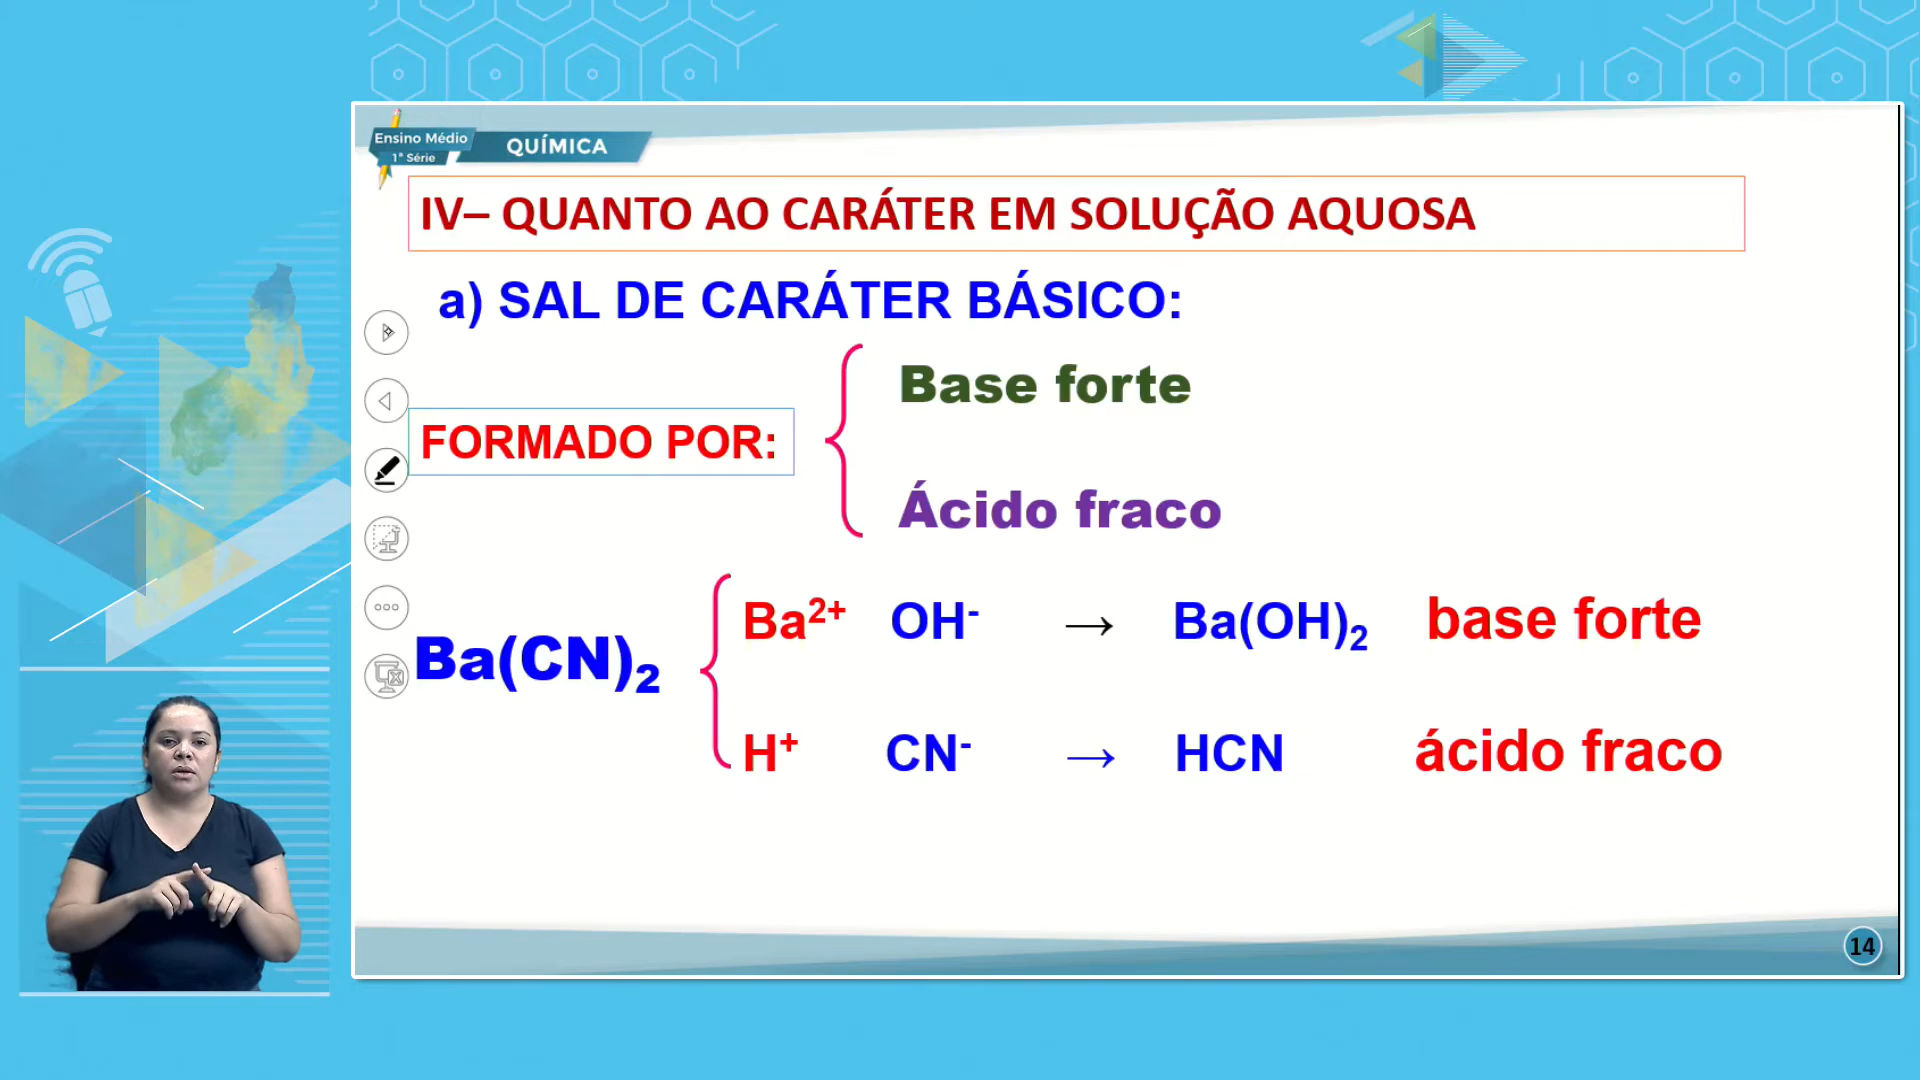 Ensino Médio
1ª Série
QUÍMICA
IV– QUANTO AO CARÁTER EM SOLUÇÃO AQUOSA
a) SAL DE CARÁTER BÁSICO:
FORMADO POR:
Base forte
Ácido fraco
Ba(CN)₂
Ba²⁺ OH⁻ → Ba(OH)₂ base forte
H⁺ CN⁻ → HCN ácido fraco
14